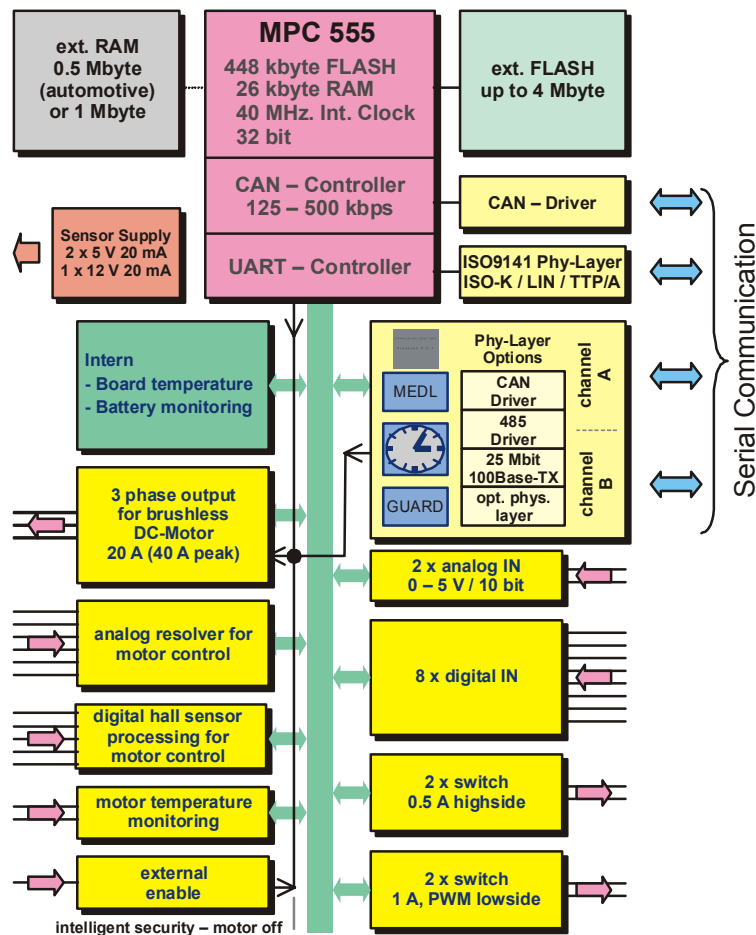 ext. RAM
0.5 Mbyte
(automotive)
or 1 Mbyte
MPC 555
448 kbyte FLASH
26 kbyte RAM
40 MHz. Int. Clock
32 bit
ext. FLASH
up to 4 Mbyte
CAN – Controller
125 – 500 kbps
CAN – Driver
Sensor Supply
2 x 5 V 20 mA
1 x 12 V 20 mA
UART – Controller
ISO9141 Phy-Layer
ISO-K / LIN / TTP/A
Serial Communication
Intern
- Board temperature
- Battery monitoring
Phy-Layer
Options
MEDL
CAN
Driver
485
Driver
25 Mbit
100Base-TX
opt. phys.
layer
GUARD
channel
A
channel
B
3 phase output
for brushless
DC-Motor
20 A (40 A peak)
2 x analog IN
0 – 5 V / 10 bit
analog resolver for
motor control
8 x digital IN
digital hall sensor
processing for
motor control
2 x switch
0.5 A highside
motor temperature
monitoring
external
enable
2 x switch
1 A, PWM lowside
intelligent security – motor off